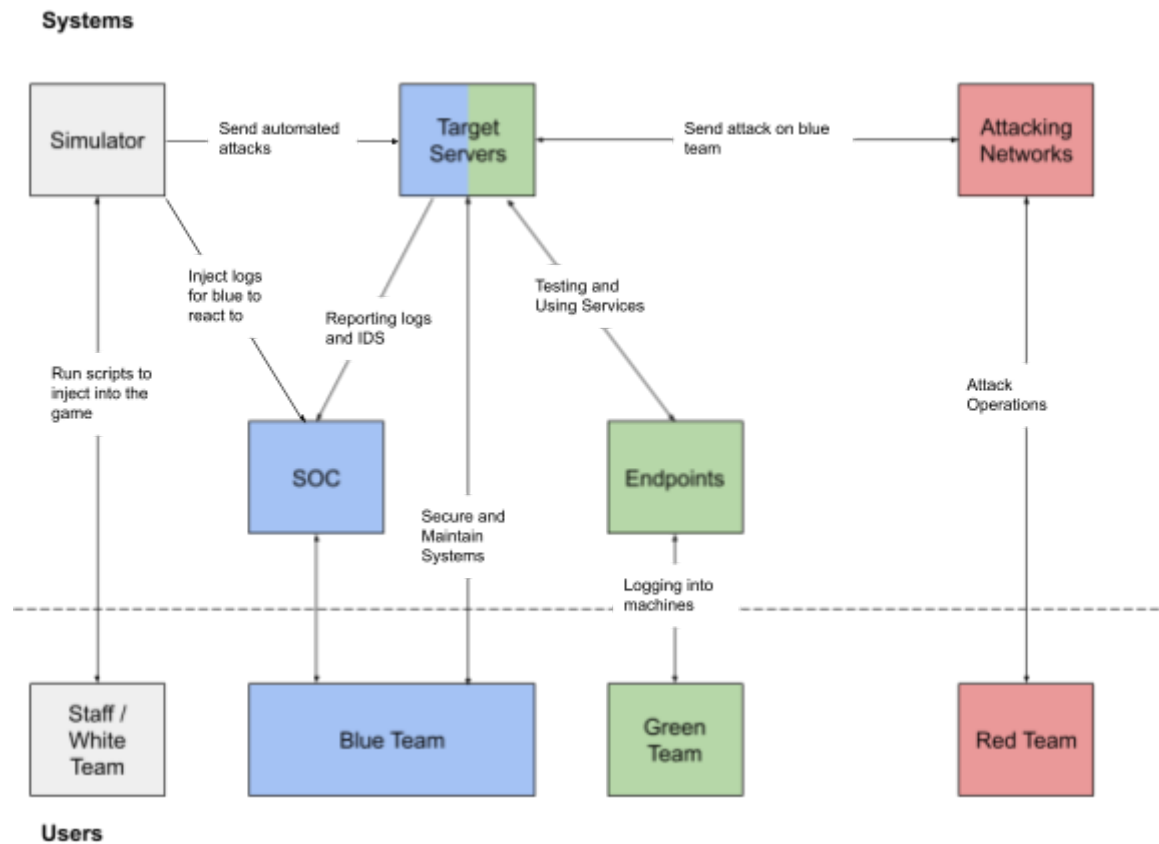 Systems
Simulator
Send automated
attacks
Target
Servers
Send attack on blue
team
Attacking
Networks
Inject logs
for blue to
react to
Reporting logs
and IDS
Testing and
Using Services
Run scripts to
inject into the
game
Attack
Operations
SOC
Endpoints
Secure and
Maintain
Systems
Logging into
machines
Staff /
White
Team
Blue Team
Green
Team
Red Team
Users